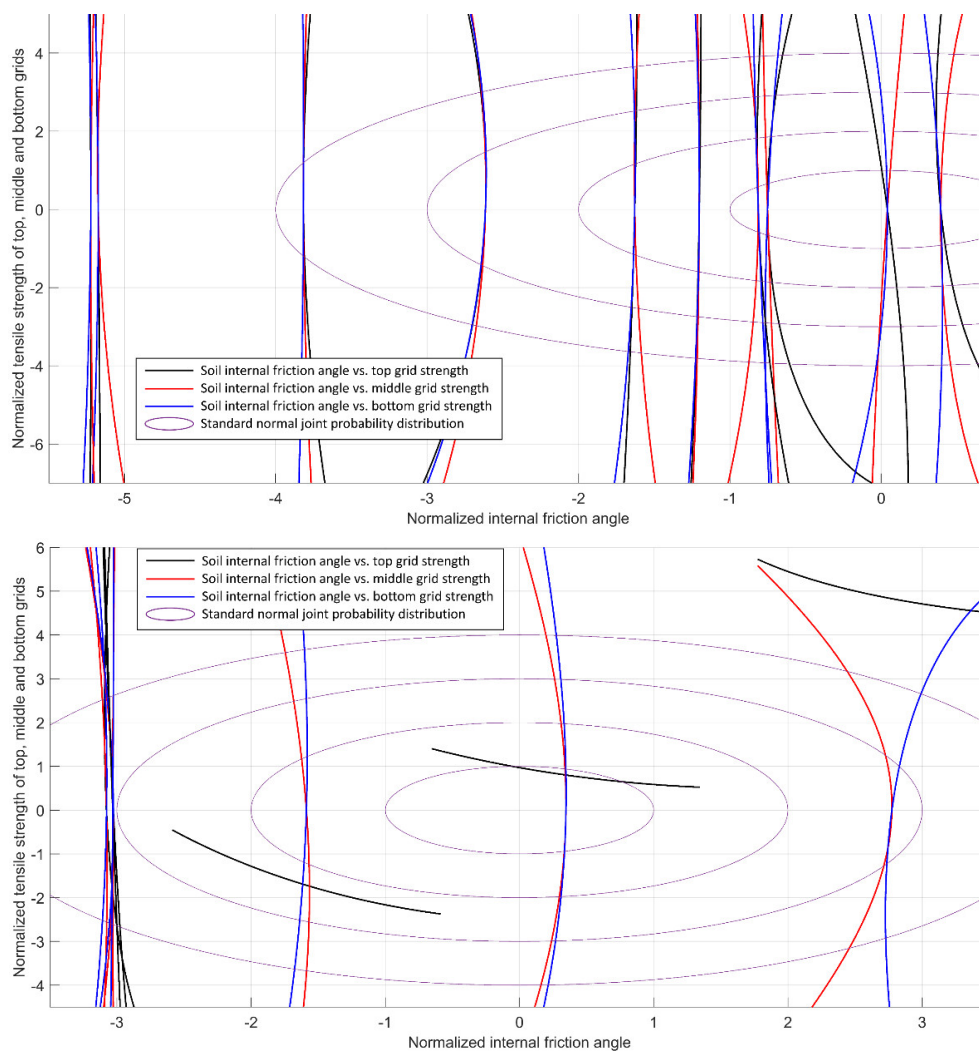 Normalized tensile strength of top, middle and bottom grids
4
2
0
-2
-4
-6
Soil internal friction angle vs. top grid strength
Soil internal friction angle vs. middle grid strength
Soil internal friction angle vs. bottom grid strength
Standard normal joint probability distribution
-5
-4
-3
-2
-1
0
Normalized internal friction angle
Normalized tensile strength of top, middle and bottom grids
6
5
4
3
2
1
0
-1
-2
-3
-4
Soil internal friction angle vs. top grid strength
Soil internal friction angle vs. middle grid strength
Soil internal friction angle vs. bottom grid strength
Standard normal joint probability distribution
-3
-2
-1
0
1
2
3
Normalized internal friction angle